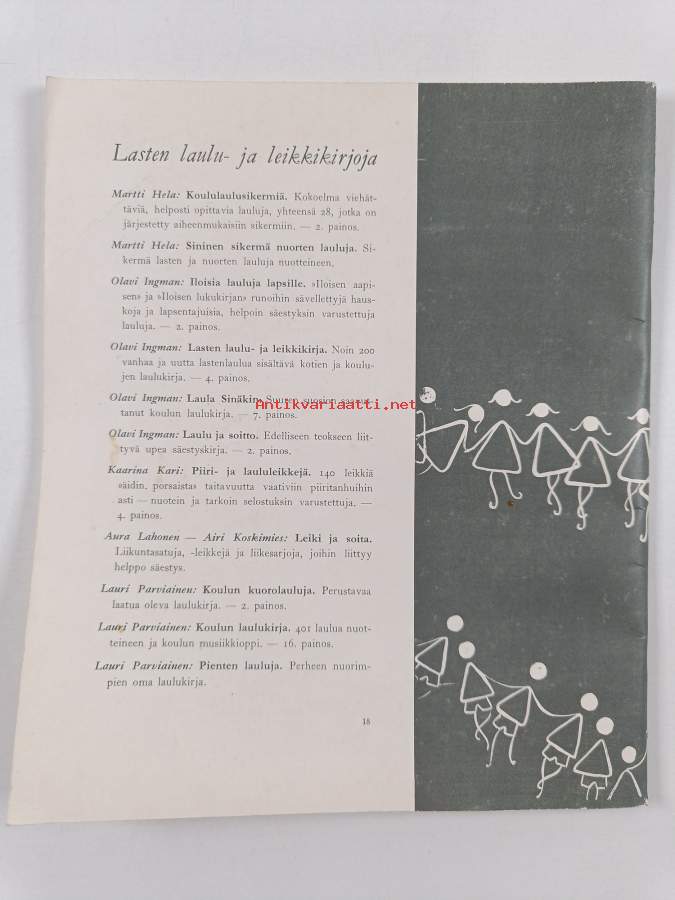 Lasten laulu- ja leikkikirjoja
Martti Hela: Koululaulusikermiä. Kokoelma viehät-
täviä, helposti opittavia lauluja, yhteensä 28, jotka on
järjestetty aiheenmukaisiin sikermiin. — 2. painos.
Martti Hela: Sininen sikermä nuorten lauluja. Si-
kermä lasten ja nuorten lauluja nuotteineen.
Olavi Ingman: Iloisia lauluja lapsille. »Iloisen aapi-
sen» ja »Iloisen lukukirjan» runoihin sävellettyjä haus-
koja ja lapsentajuisia, helpoin säestyksin varustettuja
lauluja. — 2. painos.
Olavi Ingman: Lasten laulu- ja leikkikirja. Noin 200
vanhaa ja uutta lastenlaulua sisältävä kotien ja koulu-
jen laulukirja. — 4. painos.
Olavi Ingman: Laula Sinäkin. Suuren suosion saavut-
Antikvariaatti.net
tanut koulun laulukirja. — 7. painos.
Olavi Ingman: Laulu ja soitto. Edelliseen teokseen liit-
tyvä upea säestyskirja. — 2. painos.
Kaarina Kari: Piiri- ja laululeikkejä. 140 leikkiä
»äidin porsaista» taitavuutta vaativiin piiritanhuihin
asti — nuotein ja tarkoin selostuksin varustettuja. —
4. painos.
Aura Lahonen — Airi Koskimies: Leiki ja soita.
Liikuntasatuja, -leikkejä ja liikesarjoja, joihin liittyy
helppo säestys.
Lauri Parviainen: Koulun kuorolauluja. Perustavaa
laatua oleva laulukirja. — 2. painos.
Lauri Parviainen: Koulun laulukirja. 401 laulua nuot-
teineen ja koulun musiikkioppi. — 16. painos.
Lauri Parviainen: Pienten lauluja. Perheen nuorim-
pien oma laulukirja.
18